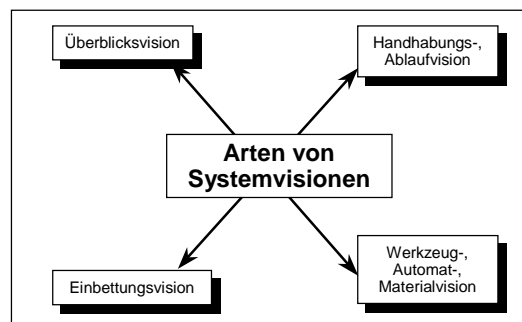 Überblicksvision
Handhabungs-,
Ablaufvision
Arten von
Systemvisionen
Einbettungsvision
Werkzeug-,
Automat-,
Materialvision